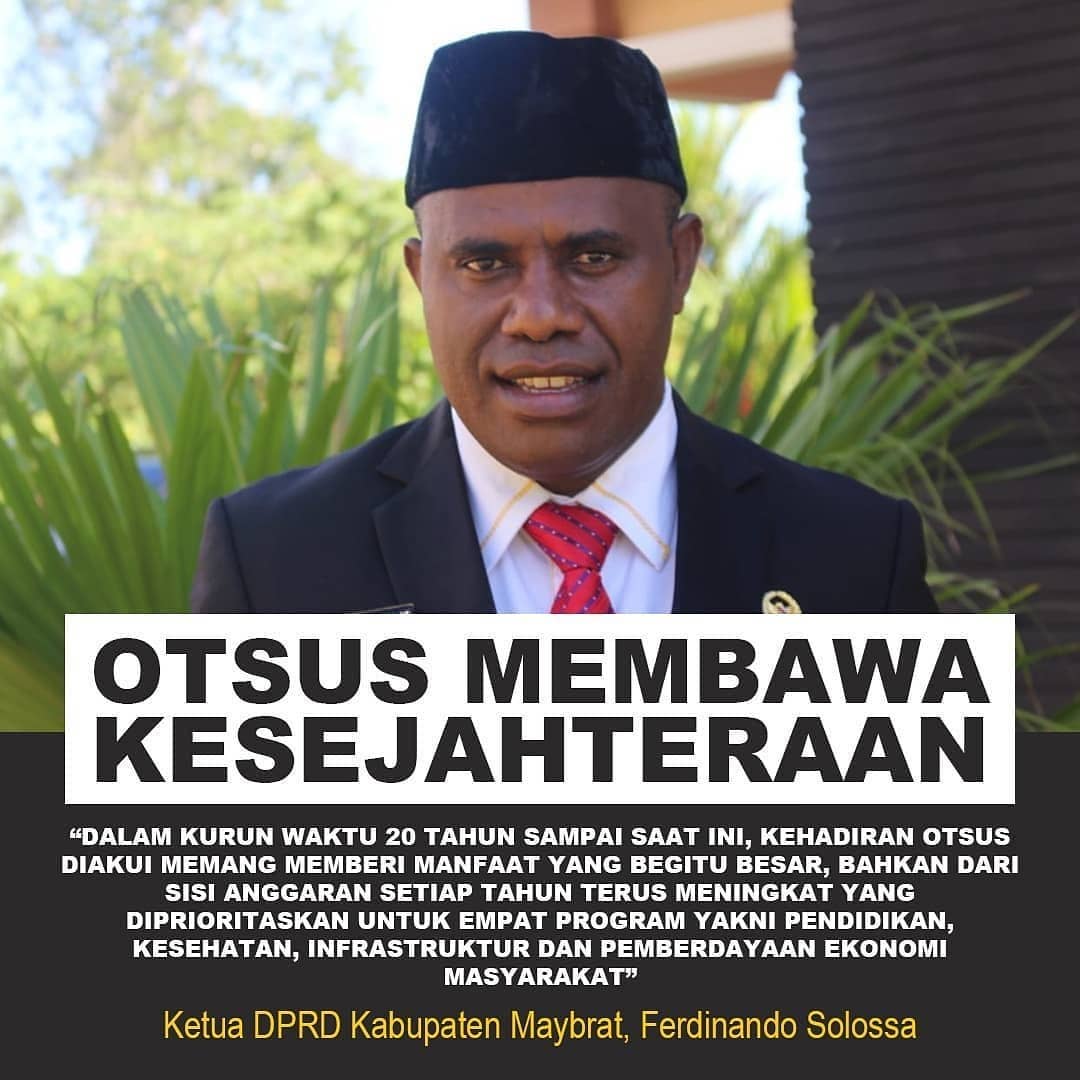 OTSUS MEMBAWA
KESEJAHTERAAN
“DALAM KURUN WAKTU 20 TAHUN SAMPAI SAAT INI, KEHADIRAN OTSUS
DIAKUI MEMANG MEMBERI MANFAAT YANG BEGITU BESAR, BAHKAN DARI
SISI ANGGARAN SETIAP TAHUN TERUS MENINGKAT YANG
DIPRIORITASKAN UNTUK EMPAT PROGRAM YAKNI PENDIDIKAN,
KESEHATAN, INFRASTRUKTUR DAN PEMBERDAYAAN EKONOMI
MASYARAKAT”
Ketua DPRD Kabupaten Maybrat, Ferdinando Solossa